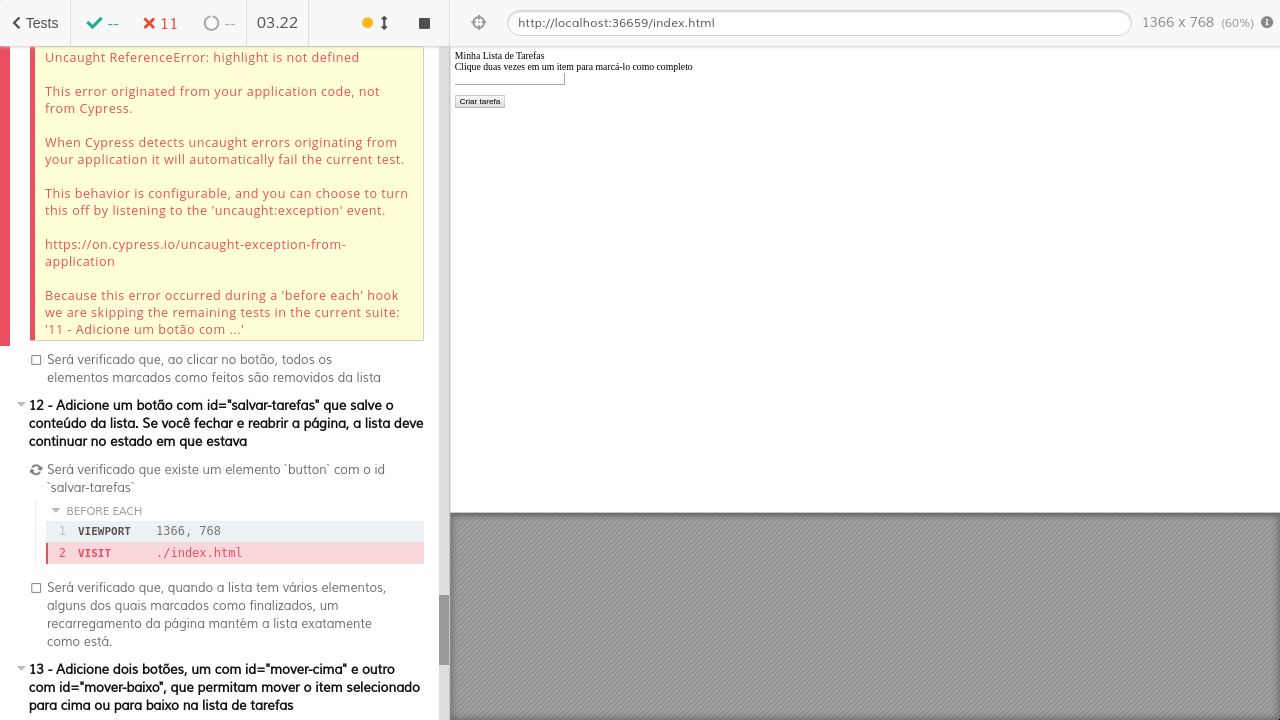 Tests
--
11
--
03.22
http://localhost:36659/index.html
1366 x 768 (60%)
Uncaught ReferenceError: highlight is not defined
This error originated from your application code, not
from Cypress.
When Cypress detects uncaught errors originating from
your application it will automatically fail the current test.
This behavior is configurable, and you can choose to turn
this off by listening to the 'uncaught:exception' event.
https://on.cypress.io/uncaught-exception-from-
application
Because this error occurred during a 'before each' hook
we are skipping the remaining tests in the current suite:
'11 - Adicione um botão com ...'
Será verificado que, ao clicar no botão, todos os
elementos marcados como feitos são removidos da lista
12 - Adicione um botão com id="salvar-tarefas" que salve o
conteúdo da lista. Se você fechar e reabrir a página, a lista deve
continuar no estado em que estava
Será verificado que existe um elemento `button` com o id
`salvar-tarefas`
BEFORE EACH
1 VIEWPORT 1366, 768
2 VISIT ./index.html
Será verificado que, quando a lista tem vários elementos,
alguns dos quais marcados como finalizados, um
recarregamento da página mantém a lista exatamente
como está.
13 - Adicione dois botões, um com id="mover-cima" e outro
com id="mover-baixo", que permitam mover o item selecionado
para cima ou para baixo na lista de tarefas
Minha Lista de Tarefas
Clique duas vezes em um item para marcá-lo como completo
Criar tarefa